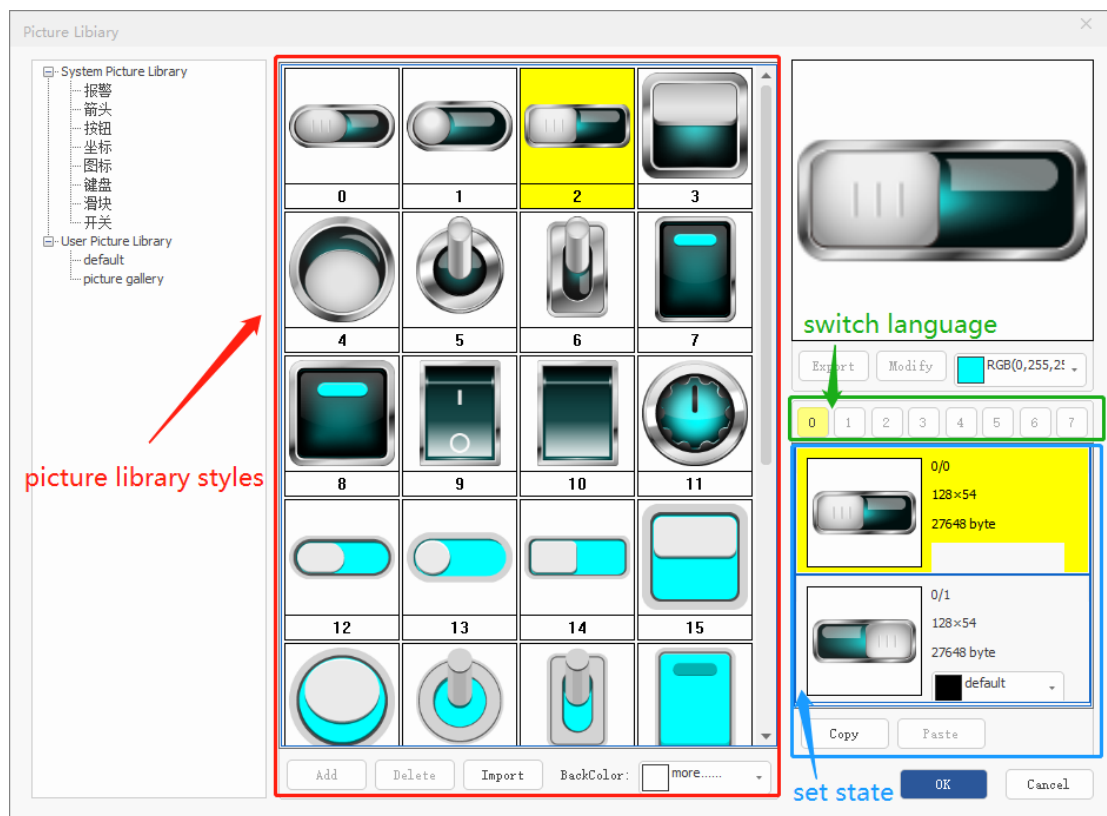 Picture Libiary
System Picture Library
报警
箭头
按钮
坐标
图标
键盘
滑块
开关
User Picture Library
default
picture gallery
picture library styles
0 1 2 3
4 5 6 7
8 9 10 11
12 13 14 15
Add Delete Import BackColor: more......
switch language
Export Modify RGB(0,255,25
0 1 2 3 4 5 6 7
0/0
128×54
27648 byte
0/1
128×54
27648 byte
default
Copy Paste
set state
OK Cancel